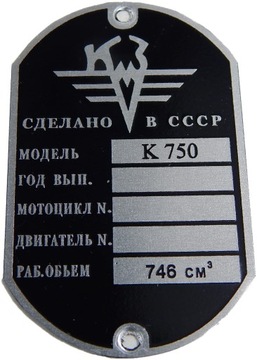 КМЗ
СДЕЛАНО В СССР
МОДЕЛЬ К 750
ГОД ВЫП.
МОТОЦИКЛ N.
ДВИГАТЕЛЬ N.
РАБ.ОБЬЕМ 746 см³